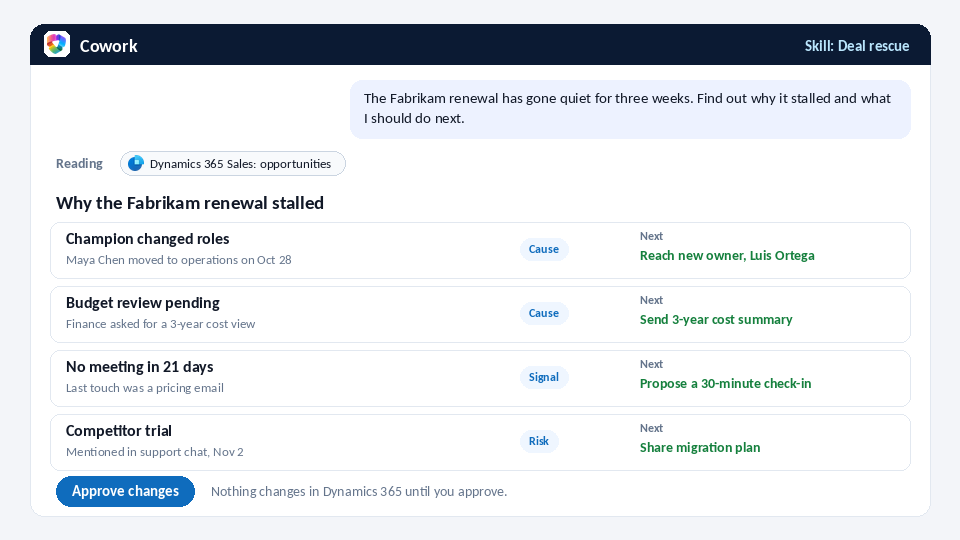 Cowork
Skill: Deal rescue
The Fabrikam renewal has gone quiet for three weeks. Find out why it stalled and what
I should do next.
Reading
Dynamics 365 Sales: opportunities
Why the Fabrikam renewal stalled
Champion changed roles
Maya Chen moved to operations on Oct 28
Cause
Next
Reach new owner, Luis Ortega
Budget review pending
Finance asked for a 3-year cost view
Cause
Next
Send 3-year cost summary
No meeting in 21 days
Last touch was a pricing email
Signal
Next
Propose a 30-minute check-in
Competitor trial
Mentioned in support chat, Nov 2
Risk
Next
Share migration plan
Approve changes
Nothing changes in Dynamics 365 until you approve.